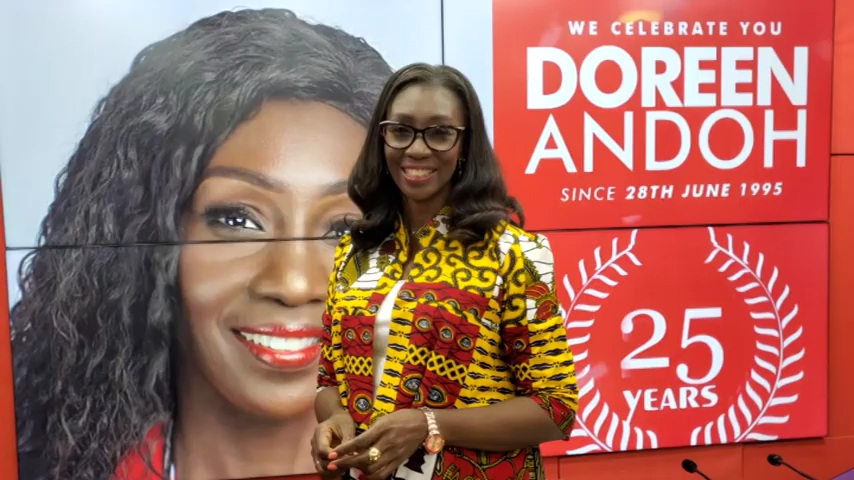 WE CELEBRATE YOU
DOREEN
ANDOH
SINCE 28TH JUNE 1995
25
YEARS